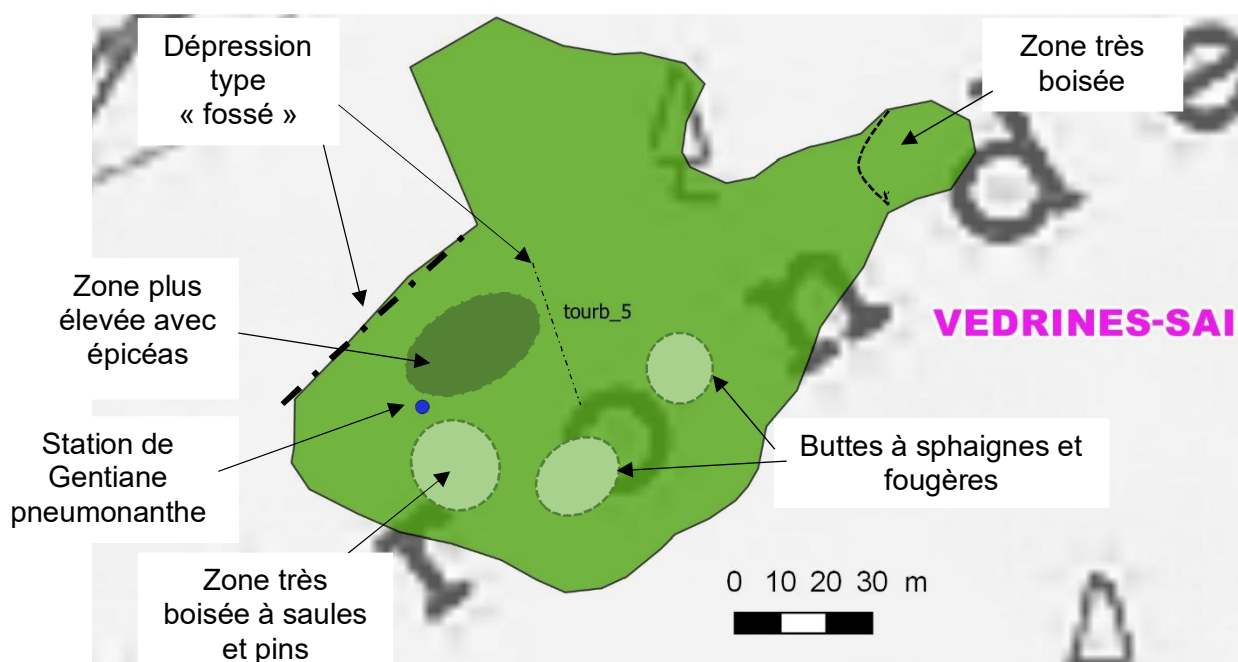 Dépression
type
« fossé »
Zone très
boisée
Zone plus
élevée avec
épicéas
tourb_5
VEDRINES-SAI
Station de
Gentiane
pneumonanthe
Buttes à sphaignes et
fougères
Zone très
boisée à saules
et pins
0 10 20 30 m